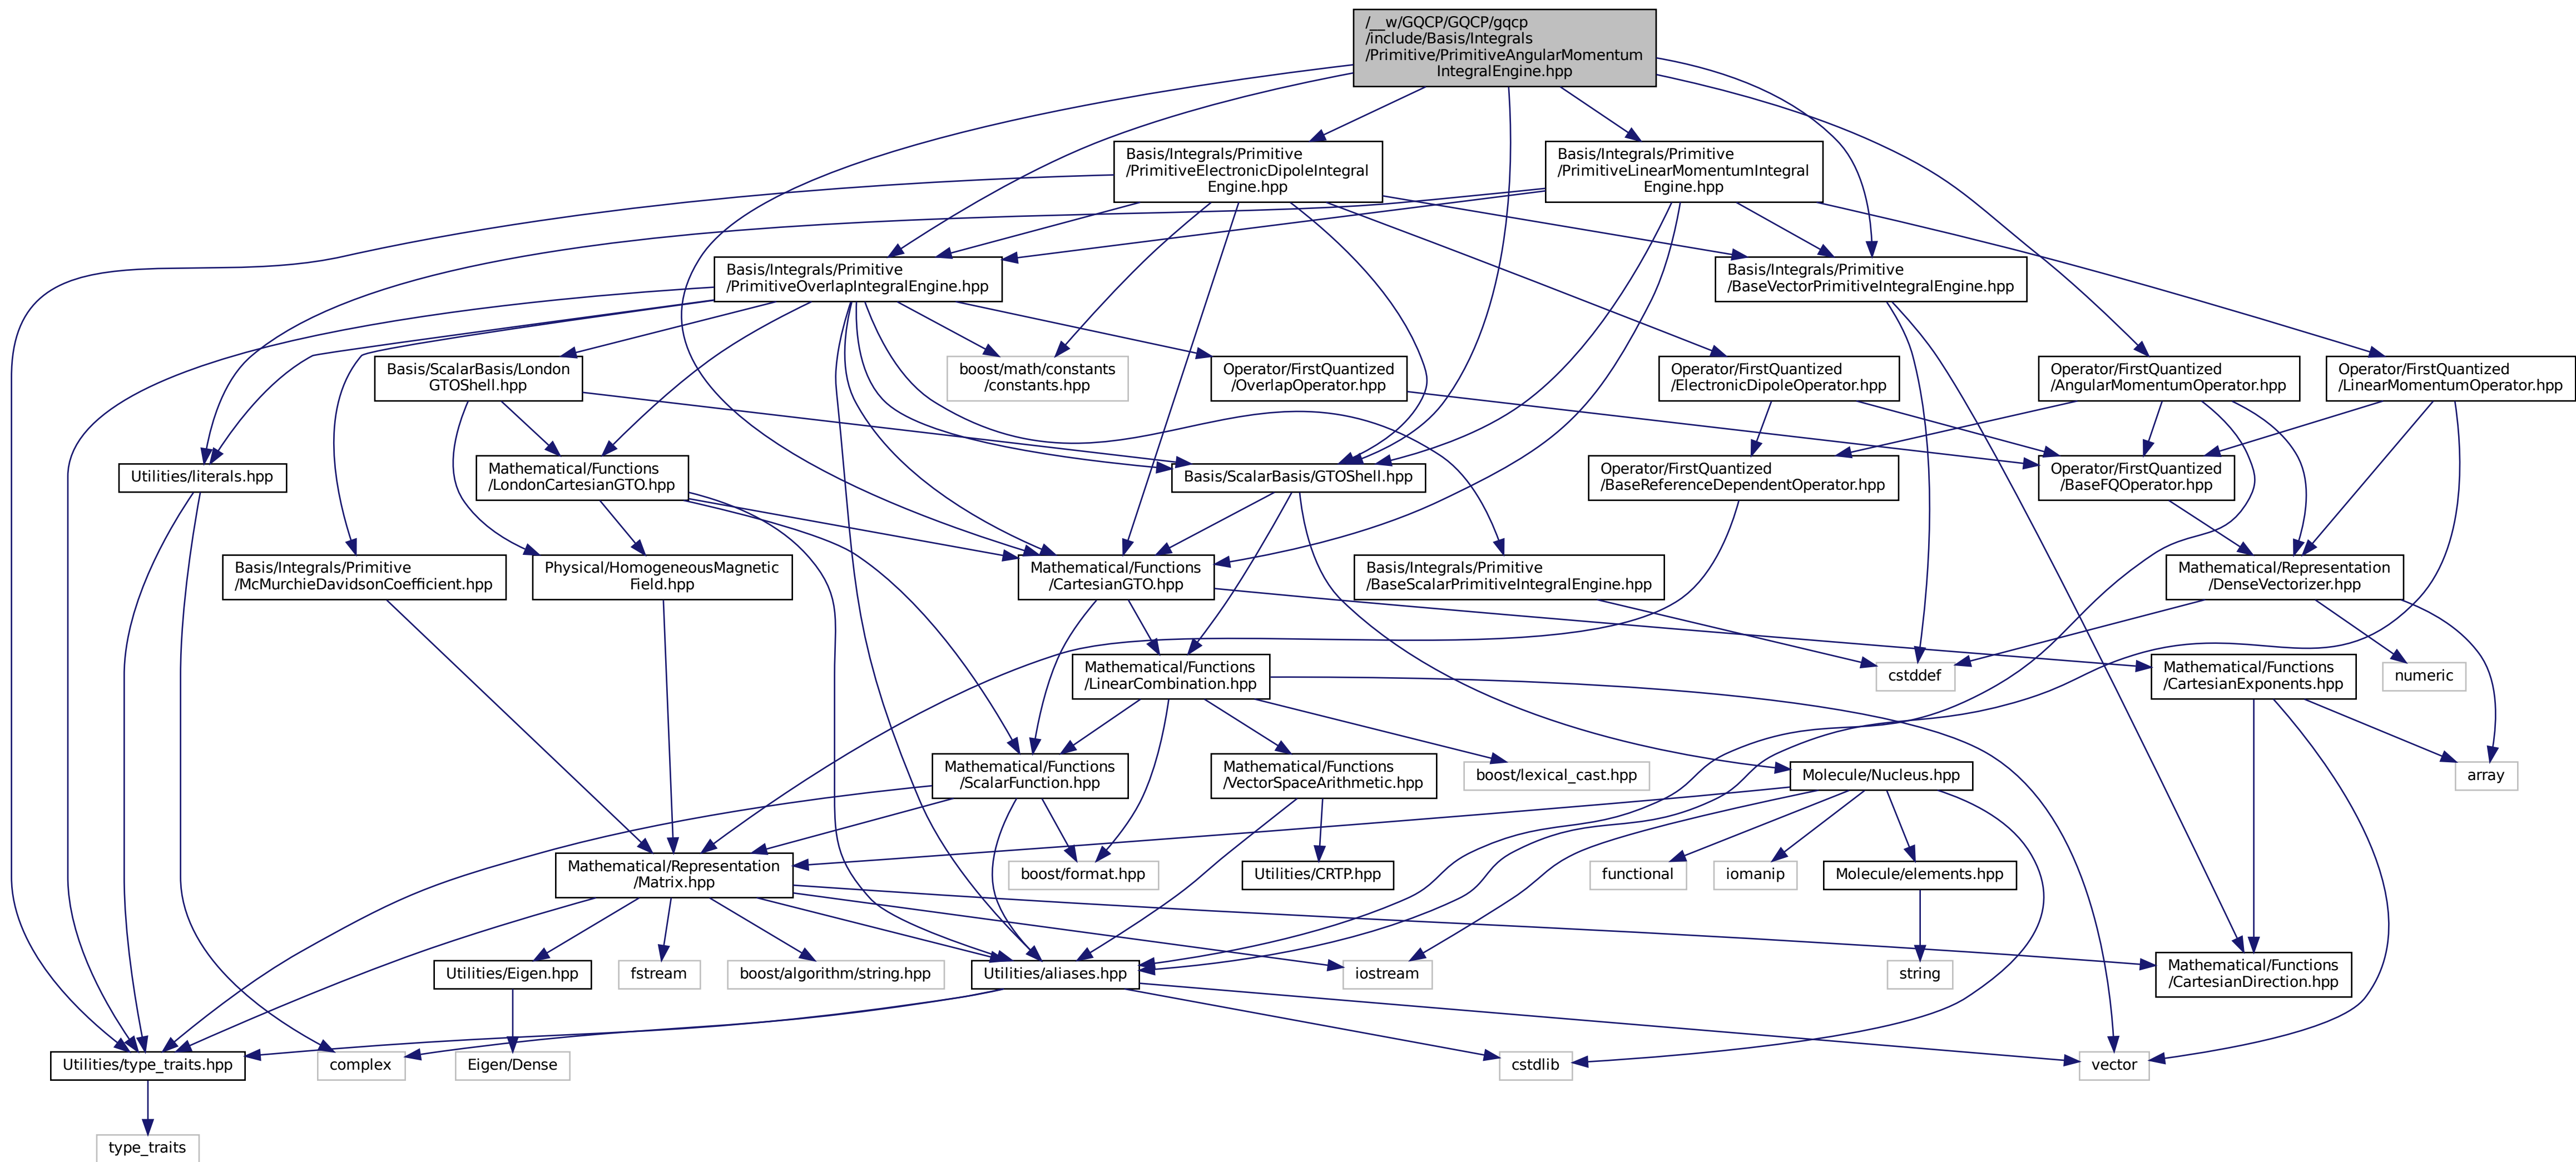 /__w/GQCP/GQCP/gqcp
/include/Basis/Integrals
/Primitive/PrimitiveAngularMomentum
IntegralEngine.hpp
Basis/Integrals/Primitive
/PrimitiveElectronicDipoleIntegral
Engine.hpp
Basis/Integrals/Primitive
/PrimitiveLinearMomentumIntegral
Engine.hpp
Basis/Integrals/Primitive
/PrimitiveOverlapIntegralEngine.hpp
Basis/Integrals/Primitive
/BaseVectorPrimitiveIntegralEngine.hpp
Basis/ScalarBasis/London
GTOShell.hpp
boost/math/constants
/constants.hpp
Operator/FirstQuantized
/OverlapOperator.hpp
Operator/FirstQuantized
/ElectronicDipoleOperator.hpp
Operator/FirstQuantized
/AngularMomentumOperator.hpp
Operator/FirstQuantized
/LinearMomentumOperator.hpp
Utilities/literals.hpp
Mathematical/Functions
/LondonCartesianGTO.hpp
Basis/ScalarBasis/GTOShell.hpp
Operator/FirstQuantized
/BaseReferenceDependentOperator.hpp
Operator/FirstQuantized
/BaseFQOperator.hpp
Basis/Integrals/Primitive
/McMurchieDavidsonCoefficient.hpp
Physical/HomogeneousMagnetic
Field.hpp
Mathematical/Functions
/CartesianGTO.hpp
Basis/Integrals/Primitive
/BaseScalarPrimitiveIntegralEngine.hpp
Mathematical/Representation
/DenseVectorizer.hpp
Mathematical/Functions
/LinearCombination.hpp
cstddef
Mathematical/Functions
/CartesianExponents.hpp
numeric
Mathematical/Functions
/ScalarFunction.hpp
Mathematical/Functions
/VectorSpaceArithmetic.hpp
boost/lexical_cast.hpp
Molecule/Nucleus.hpp
array
Mathematical/Representation
/Matrix.hpp
boost/format.hpp
Utilities/CRTP.hpp
functional
iomanip
Molecule/elements.hpp
Utilities/Eigen.hpp
fstream
boost/algorithm/string.hpp
Utilities/aliases.hpp
iostream
string
Mathematical/Functions
/CartesianDirection.hpp
Utilities/type_traits.hpp
complex
Eigen/Dense
cstdlib
vector
type_traits